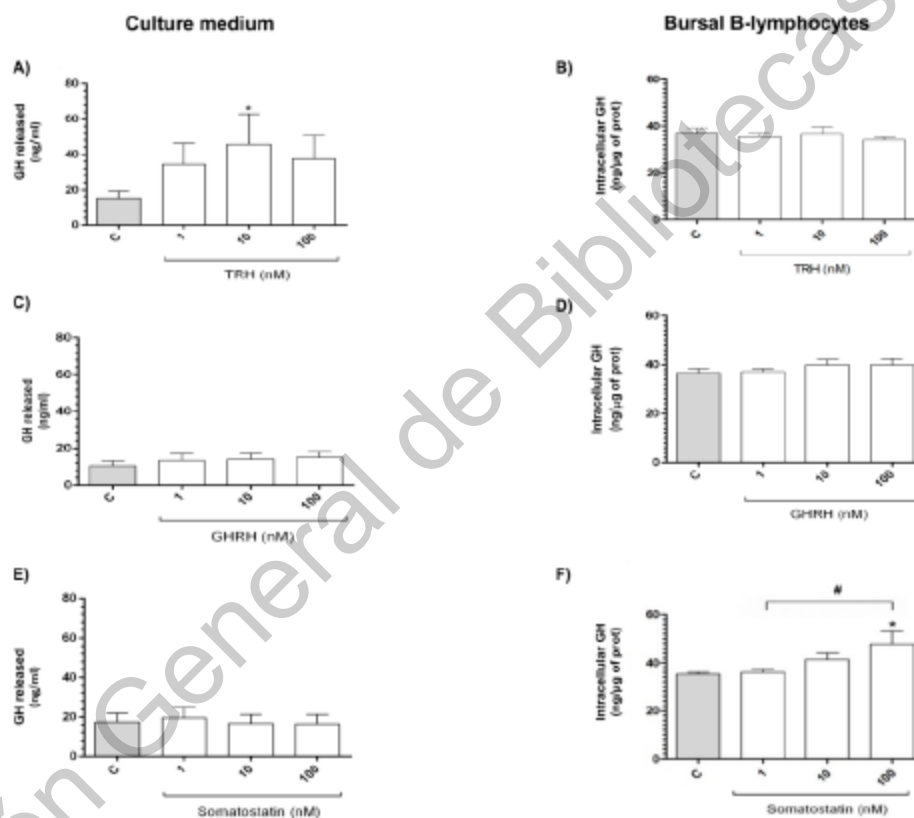 Culture medium
Bursal B-lymphocytes
A)
80
60
40
20
0
GH released
(ng/ml)
*
C
1
10
100
TRH (nM)
B)
60
40
20
0
Intracellular GH
(ng/µg of prot)
C
1
10
100
TRH (nM)
C)
80
60
40
20
0
GH released
(ng/ml)
C
1
10
100
GHRH (nM)
D)
60
40
20
0
Intracellular GH
(ng/µg of prot)
C
1
10
100
GHRH (nM)
E)
80
60
40
20
0
GH released
(ng/ml)
C
1
10
100
Somatostatin (nM)
F)
60
40
20
0
Intracellular GH
(ng/µg of prot)
#
*
C
1
10
100
Somatostatin (nM)
General de Bibliotecas